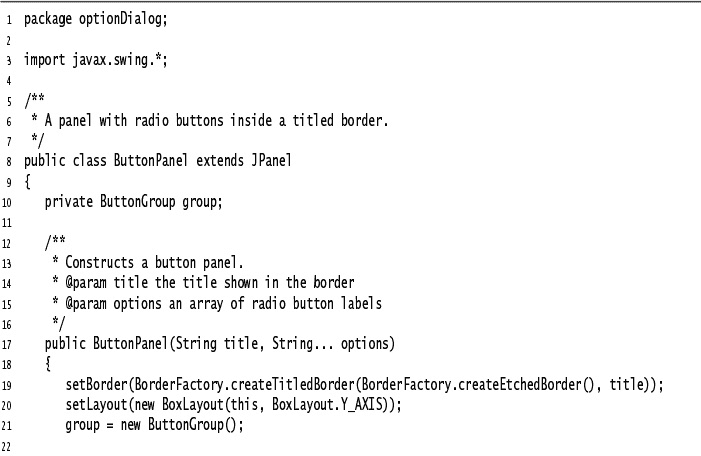 1 package optionDialog;
2
3 import javax.swing.*;
4
5 /**
6  * A panel with radio buttons inside a titled border.
7  */
8 public class ButtonPanel extends JPanel
9 {
10    private ButtonGroup group;
11
12    /**
13     * Constructs a button panel.
14     * @param title the title shown in the border
15     * @param options an array of radio button labels
16     */
17    public ButtonPanel(String title, String... options)
18    {
19       setBorder(BorderFactory.createTitledBorder(BorderFactory.createEtchedBorder(), title));
20       setLayout(new BoxLayout(this, BoxLayout.Y_AXIS));
21       group = new ButtonGroup();
22